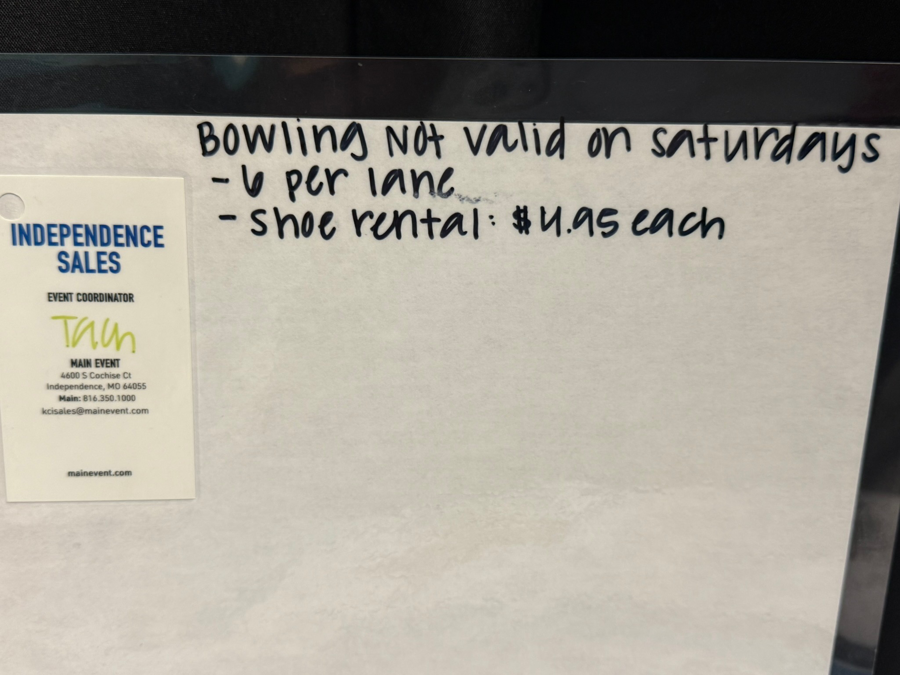 Bowling Not valid on saturdays
- 6 per lane
- shoe rental: $4.95 each
INDEPENDENCE
SALES
EVENT COORDINATOR
MAIN EVENT
4600 S Cochise Ct
Independence, MO 64055
Main: 816.350.1000
kcisales@mainevent.com
mainevent.com